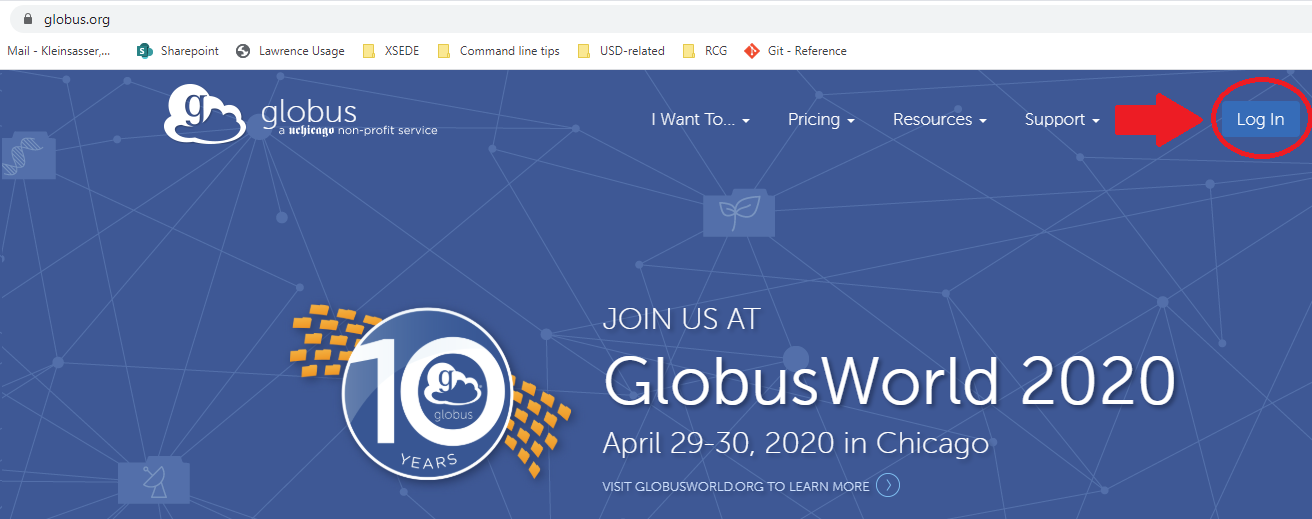 globus.org
Mail - Kleinsasser,... Sharepoint Lawrence Usage XSEDE Command line tips USD-related RCG Git - Reference
g globus
a uchicago non-profit service
I Want To... Pricing Resources Support Log In
JOIN US AT
GlobusWorld 2020
April 29-30, 2020 in Chicago
VISIT GLOBUSWORLD.ORG TO LEARN MORE
10
g
globus
YEARS